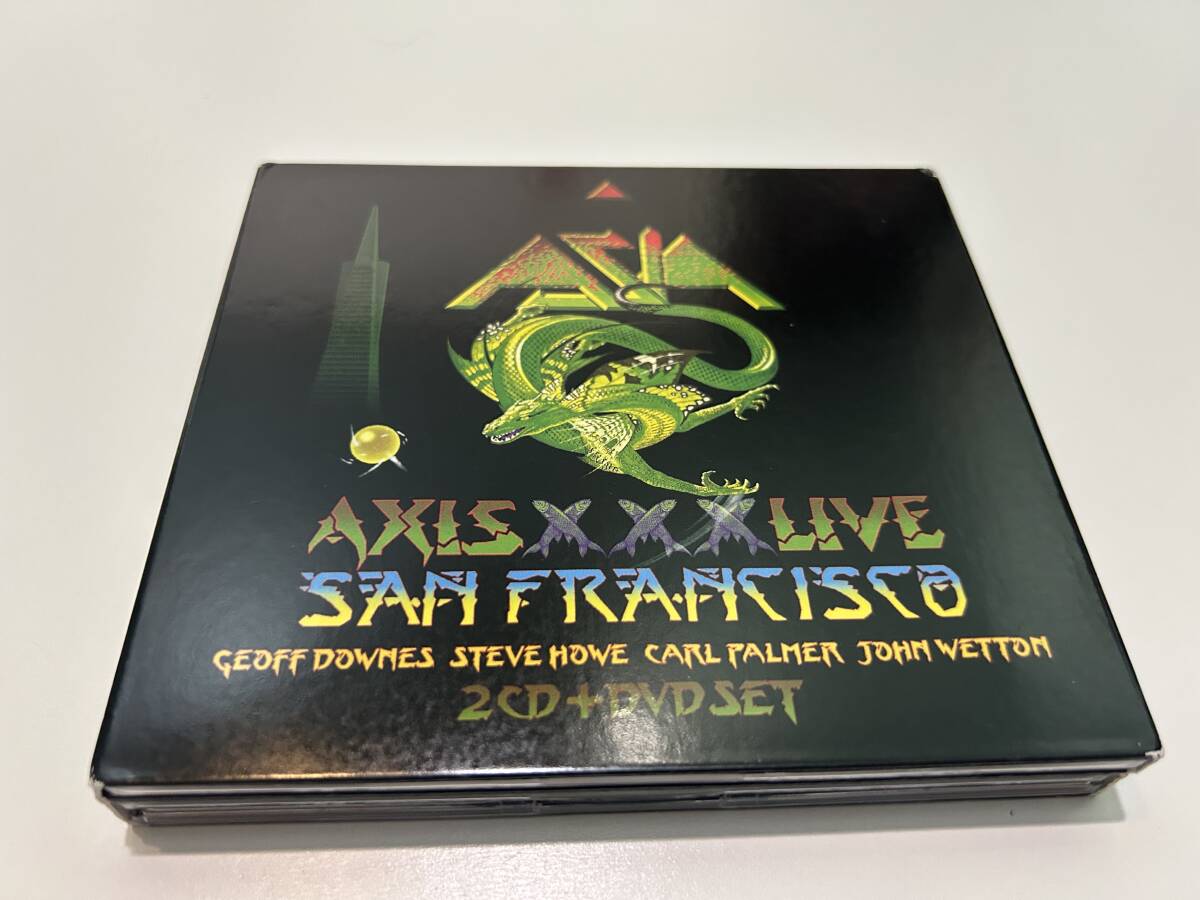 ASIA
AXIS XXX LIVE
SAN FRANCISCO
GEOFF DOWNES STEVE HOWE CARL PALMER JOHN WETTON
2CD+DVD SET